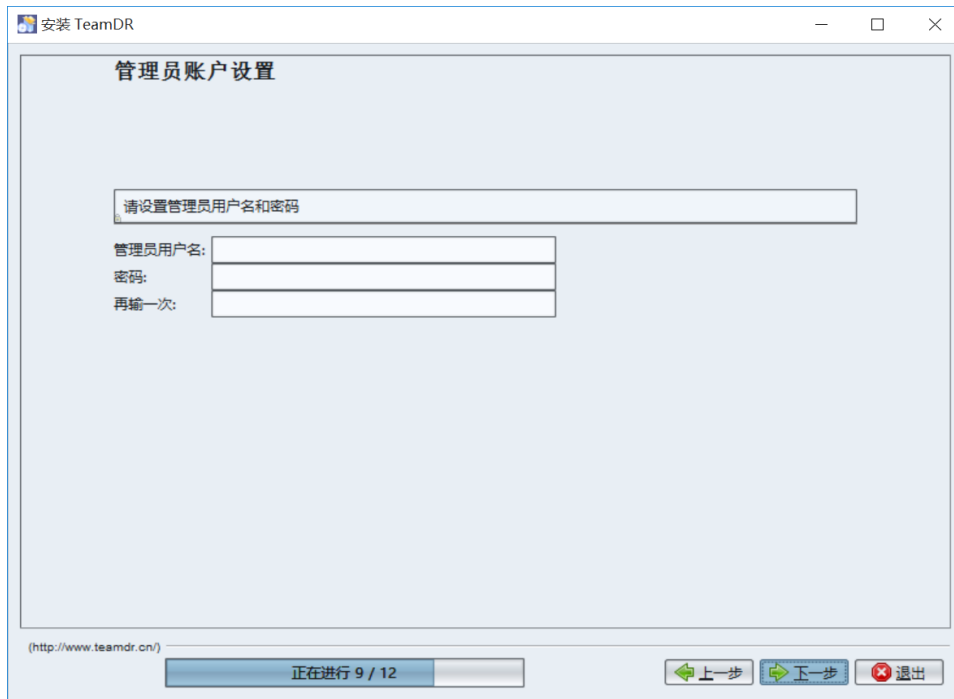 安装 TeamDR
管理员账户设置
请设置管理员用户名和密码
管理员用户名:
密码:
再输一次:
(http://www.teamdr.cn/)
正在进行 9 / 12
上一步
下一步
退出